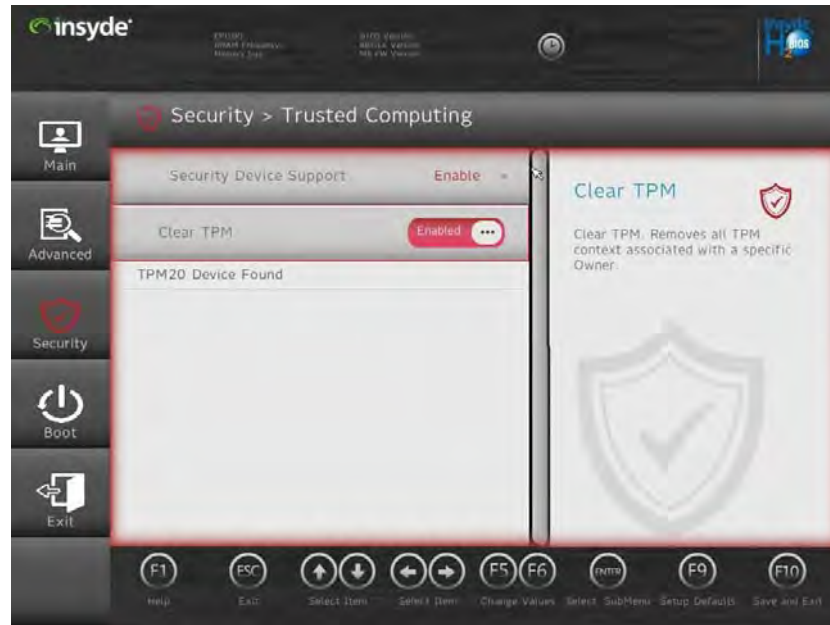 insyde
Insyde
H2BIOS
Security > Trusted Computing
Main
Advanced
Security
Boot
Exit
Security Device Support Enable
Clear TPM Enabled
TPM20 Device Found
Clear TPM
Clear TPM. Removes all TPM
context associated with a specific
Owner.
F1 ESC F5 F6 ENTER F9 F10
Help Exit Select Item Select Item Change Values Select SubMenu Setup Defaults Save and Exit